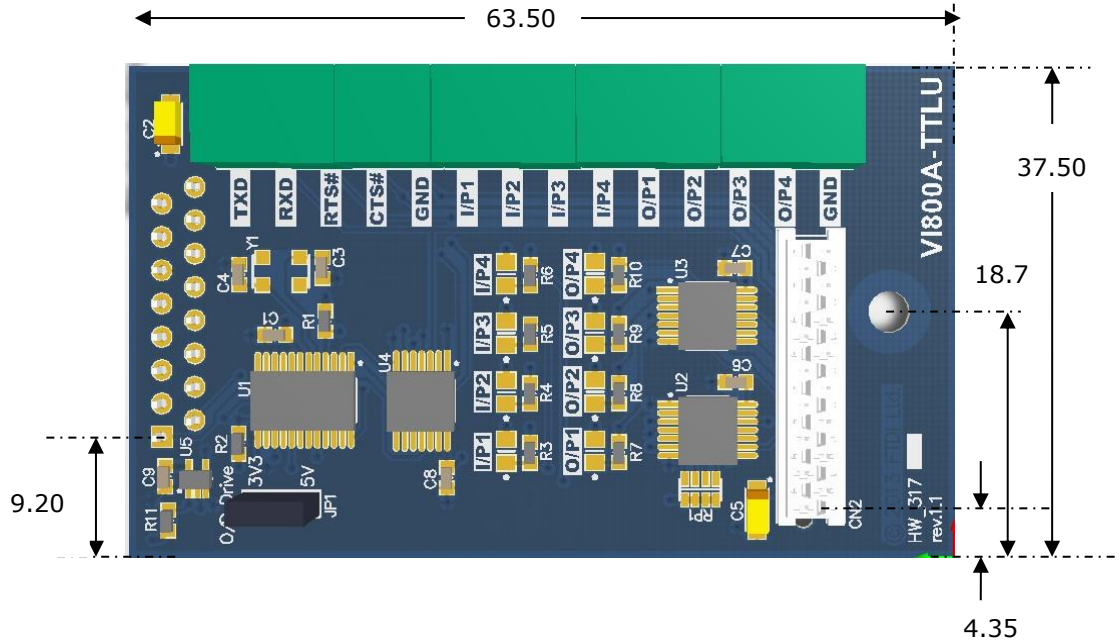 63.50
VI800A-TTLU
37.50
C2
TXD
RXD
RTS#
CTS#
GND
I/P1
I/P2
I/P3
I/P4
O/P1
O/P2
O/P3
O/P4
GND
18.7
Y1
C4
C3
C1
R1
I/P4
R6
O/P4
R10
U3
C7
I/P3
R5
O/P3
R9
U1
U4
I/P2
R4
O/P2
R8
U2
C6
R2
I/P1
R3
O/P1
R7
9.20
U5
C9
R11
3V3
5V
JP1
C8
C5
CN2
HW_317
rev.1.1
4.35